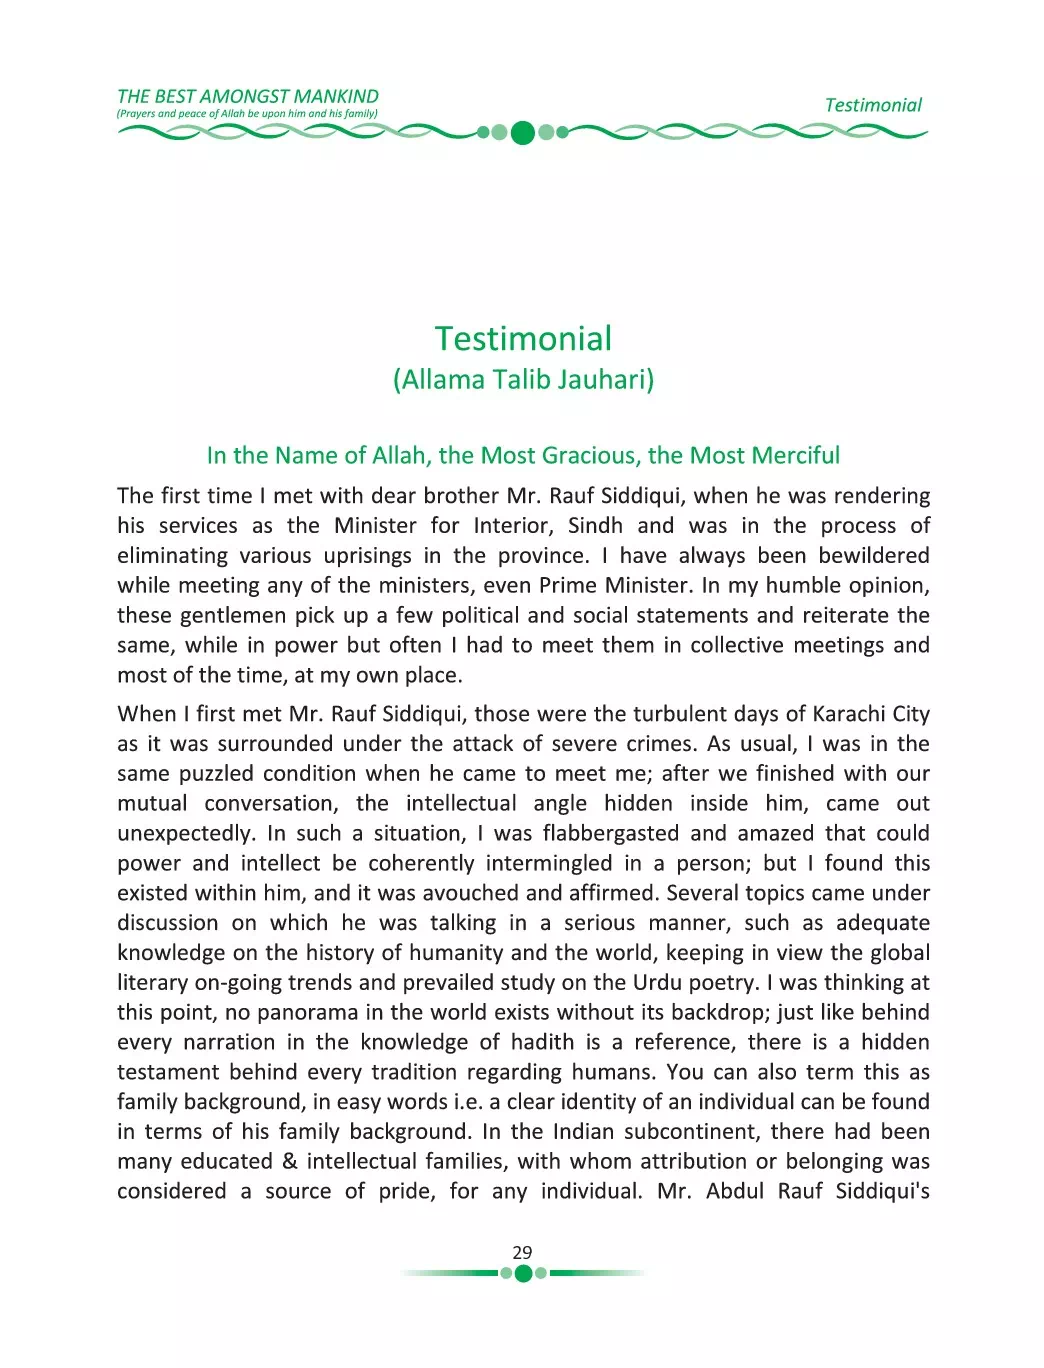 THE BEST AMONGST MANKIND
(Prayers and peace of Allah be upon him and his family)
Testimonial
Testimonial
(Allama Talib Jauhari)
In the Name of Allah, the Most Gracious, the Most Merciful
The first time I met with dear brother Mr. Rauf Siddiqui, when he was rendering
his services as the Minister for Interior, Sindh and was in the process of
eliminating various uprisings in the province. I have always been bewildered
while meeting any of the ministers, even Prime Minister. In my humble opinion,
these gentlemen pick up a few political and social statements and reiterate the
same, while in power but often I had to meet them in collective meetings and
most of the time, at my own place.
When I first met Mr. Rauf Siddiqui, those were the turbulent days of Karachi City
as it was surrounded under the attack of severe crimes. As usual, I was in the
same puzzled condition when he came to meet me; after we finished with our
mutual conversation, the intellectual angle hidden inside him, came out
unexpectedly. In such a situation, I was flabbergasted and amazed that could
power and intellect be coherently intermingled in a person; but I found this
existed within him, and it was avouched and affirmed. Several topics came under
discussion on which he was talking in a serious manner, such as adequate
knowledge on the history of humanity and the world, keeping in view the global
literary on-going trends and prevailed study on the Urdu poetry. I was thinking at
this point, no panorama in the world exists without its backdrop; just like behind
every narration in the knowledge of hadith is a reference, there is a hidden
testament behind every tradition regarding humans. You can also term this as
family background, in easy words i.e. a clear identity of an individual can be found
in terms of his family background. In the Indian subcontinent, there had been
many educated & intellectual families, with whom attribution or belonging was
considered a source of pride, for any individual. Mr. Abdul Rauf Siddiqui's
29